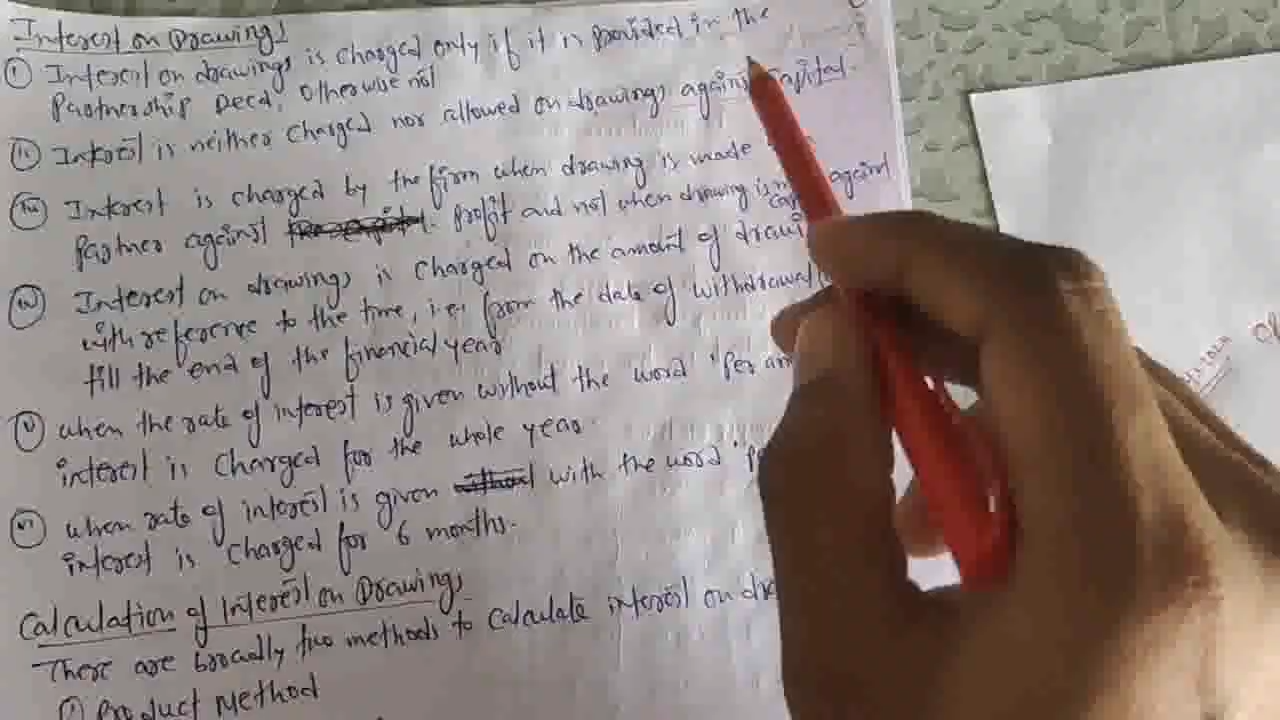 Interest on Drawings
(i) Interest on drawings is charged only if it is provided in the
Partnership Deed, otherwise not
(ii) Interest is neither charged nor allowed on drawings against capital.
(iii) Interest is charged by the firm when drawing is made
partner against profit and not when drawing is against
(iv) Interest on drawings is charged on the amount of
with reference to the time, i.e. from the date of withdrawal
till the end of the financial year
(v) when the rate of interest is given without the word 'Per
interest is charged for the whole year.
(vi) when rate of interest is given with the word
interest is charged for 6 months.
Calculation of Interest on Drawings
There are broadly two methods to calculate interest on
(i) Product Method